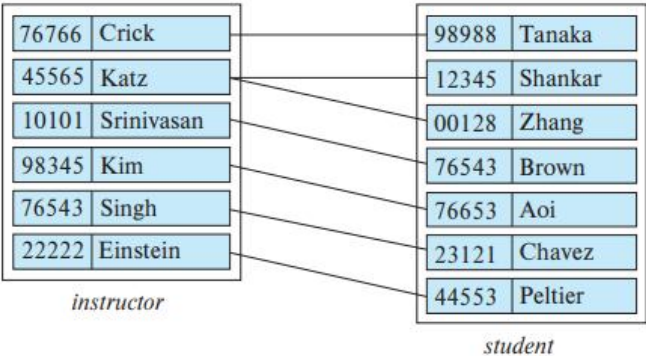 76766 Crick
45565 Katz
10101 Srinivasan
98345 Kim
76543 Singh
22222 Einstein
instructor
98988 Tanaka
12345 Shankar
00128 Zhang
76543 Brown
76653 Aoi
23121 Chavez
44553 Peltier
student